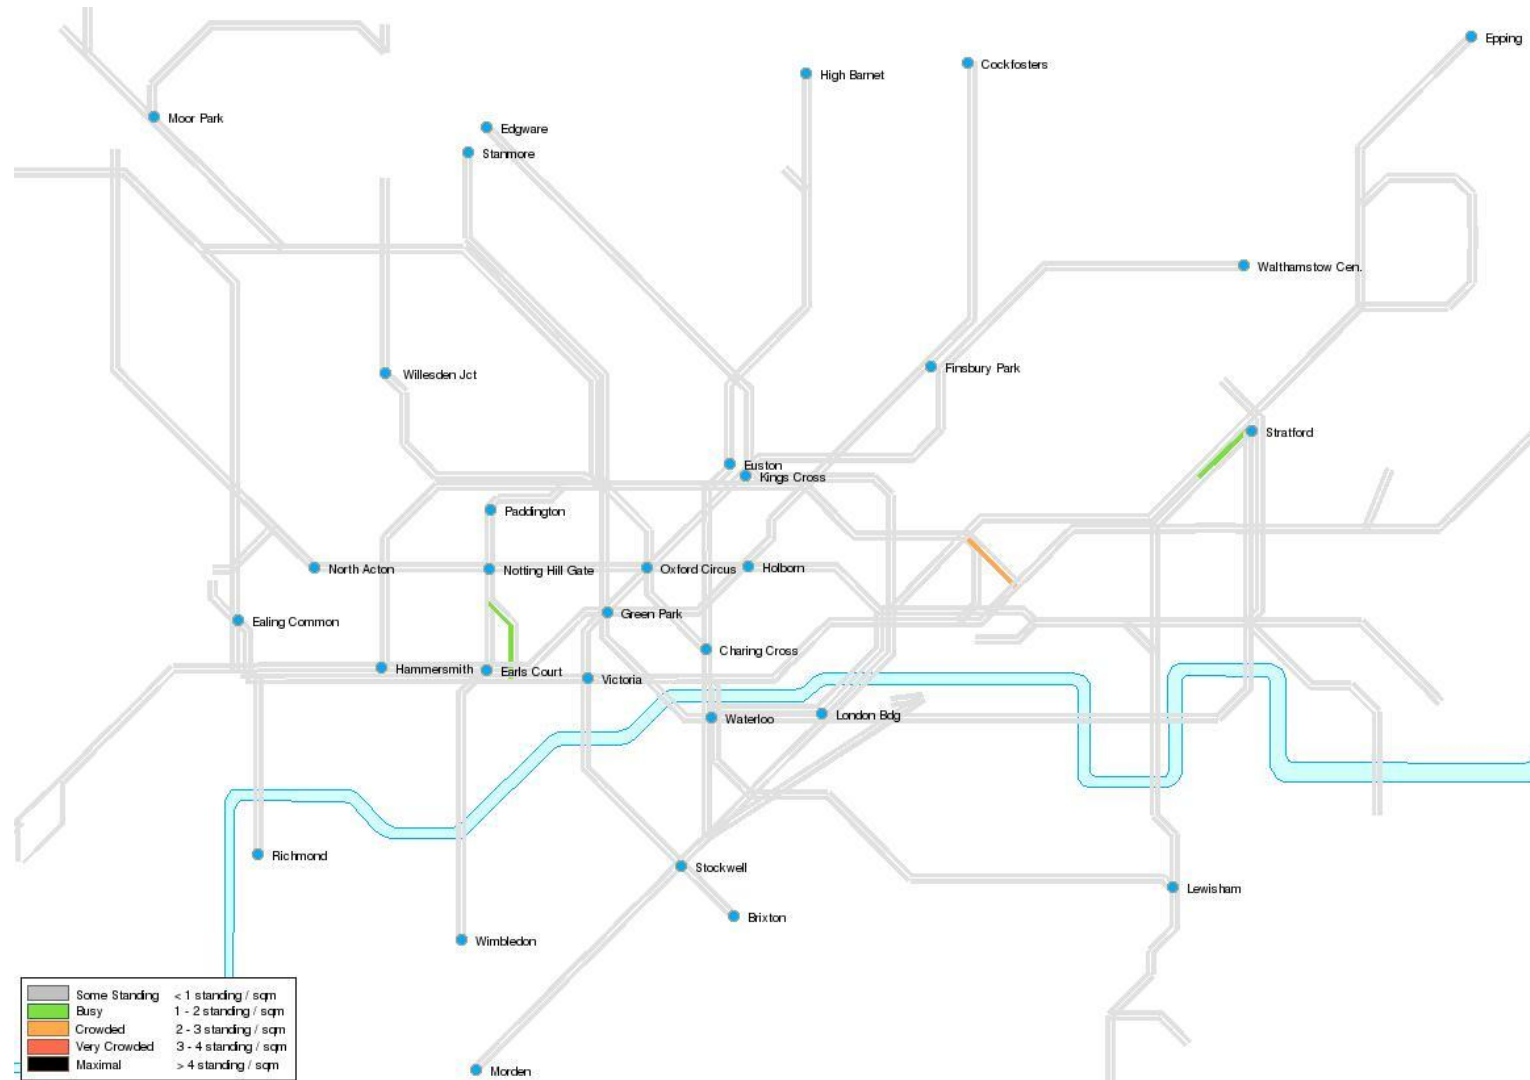 Epping
Cockfosters
High Barnet
Moor Park
Edgware
Stanmore
Walthamstow Cen.
Finsbury Park
Willesden Jct
Stratford
Euston
Kings Cross
Paddington
North Acton
Notting Hill Gate
Oxford Circus
Holborn
Green Park
Ealing Common
Charing Cross
Hammersmith
Earls Court
Victoria
Waterloo
London Bdg
Richmond
Stockwell
Lewisham
Brixton
Wimbledon
Some Standing < 1 standing / sqm
Busy 1 - 2 standing / sqm
Crowded 2 - 3 standing / sqm
Very Crowded 3 - 4 standing / sqm
Maximal > 4 standing / sqm
Morden